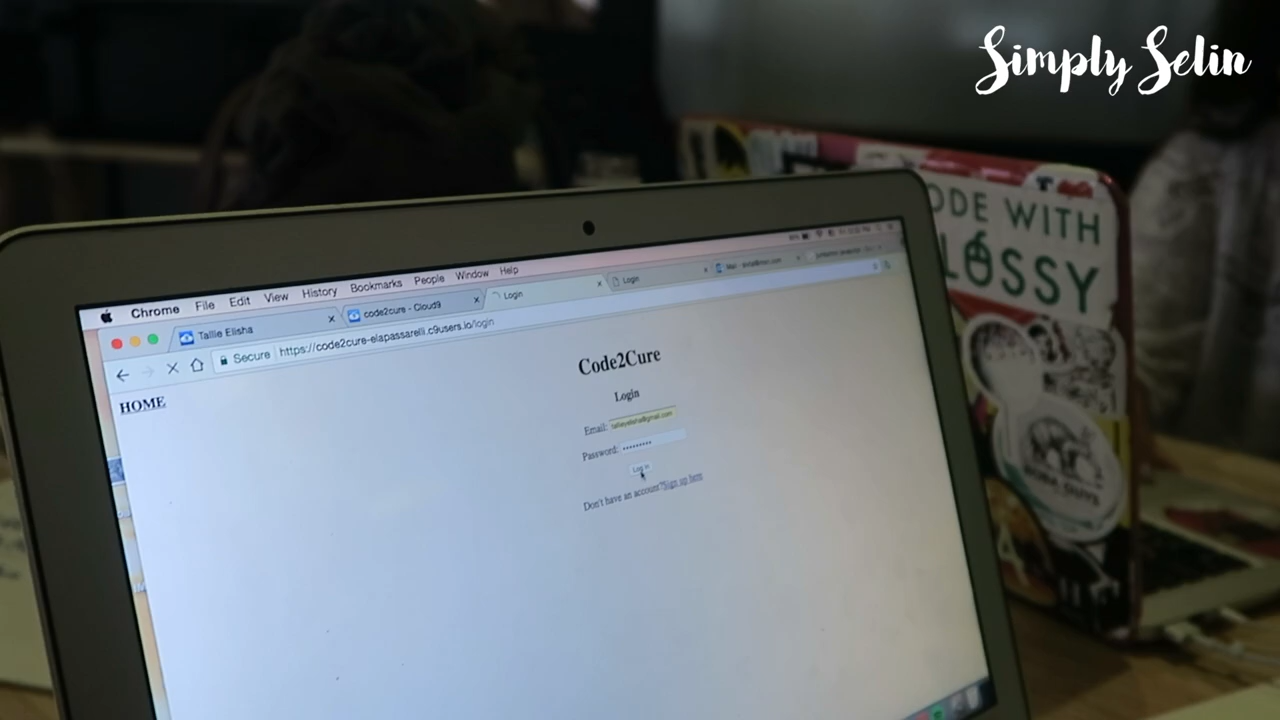 Simply Selin
ODE WITH
LOSSY
Chrome File Edit View History Bookmarks People Window Help
Tallie Elisha
code2cure - Cloud9
Login
Login
Secure https://code2cure-elapassarelli.c9users.io/login
HOME
Code2Cure
Login
Email:
Password: •••••••••
Log in
Don't have an account?Sign up here